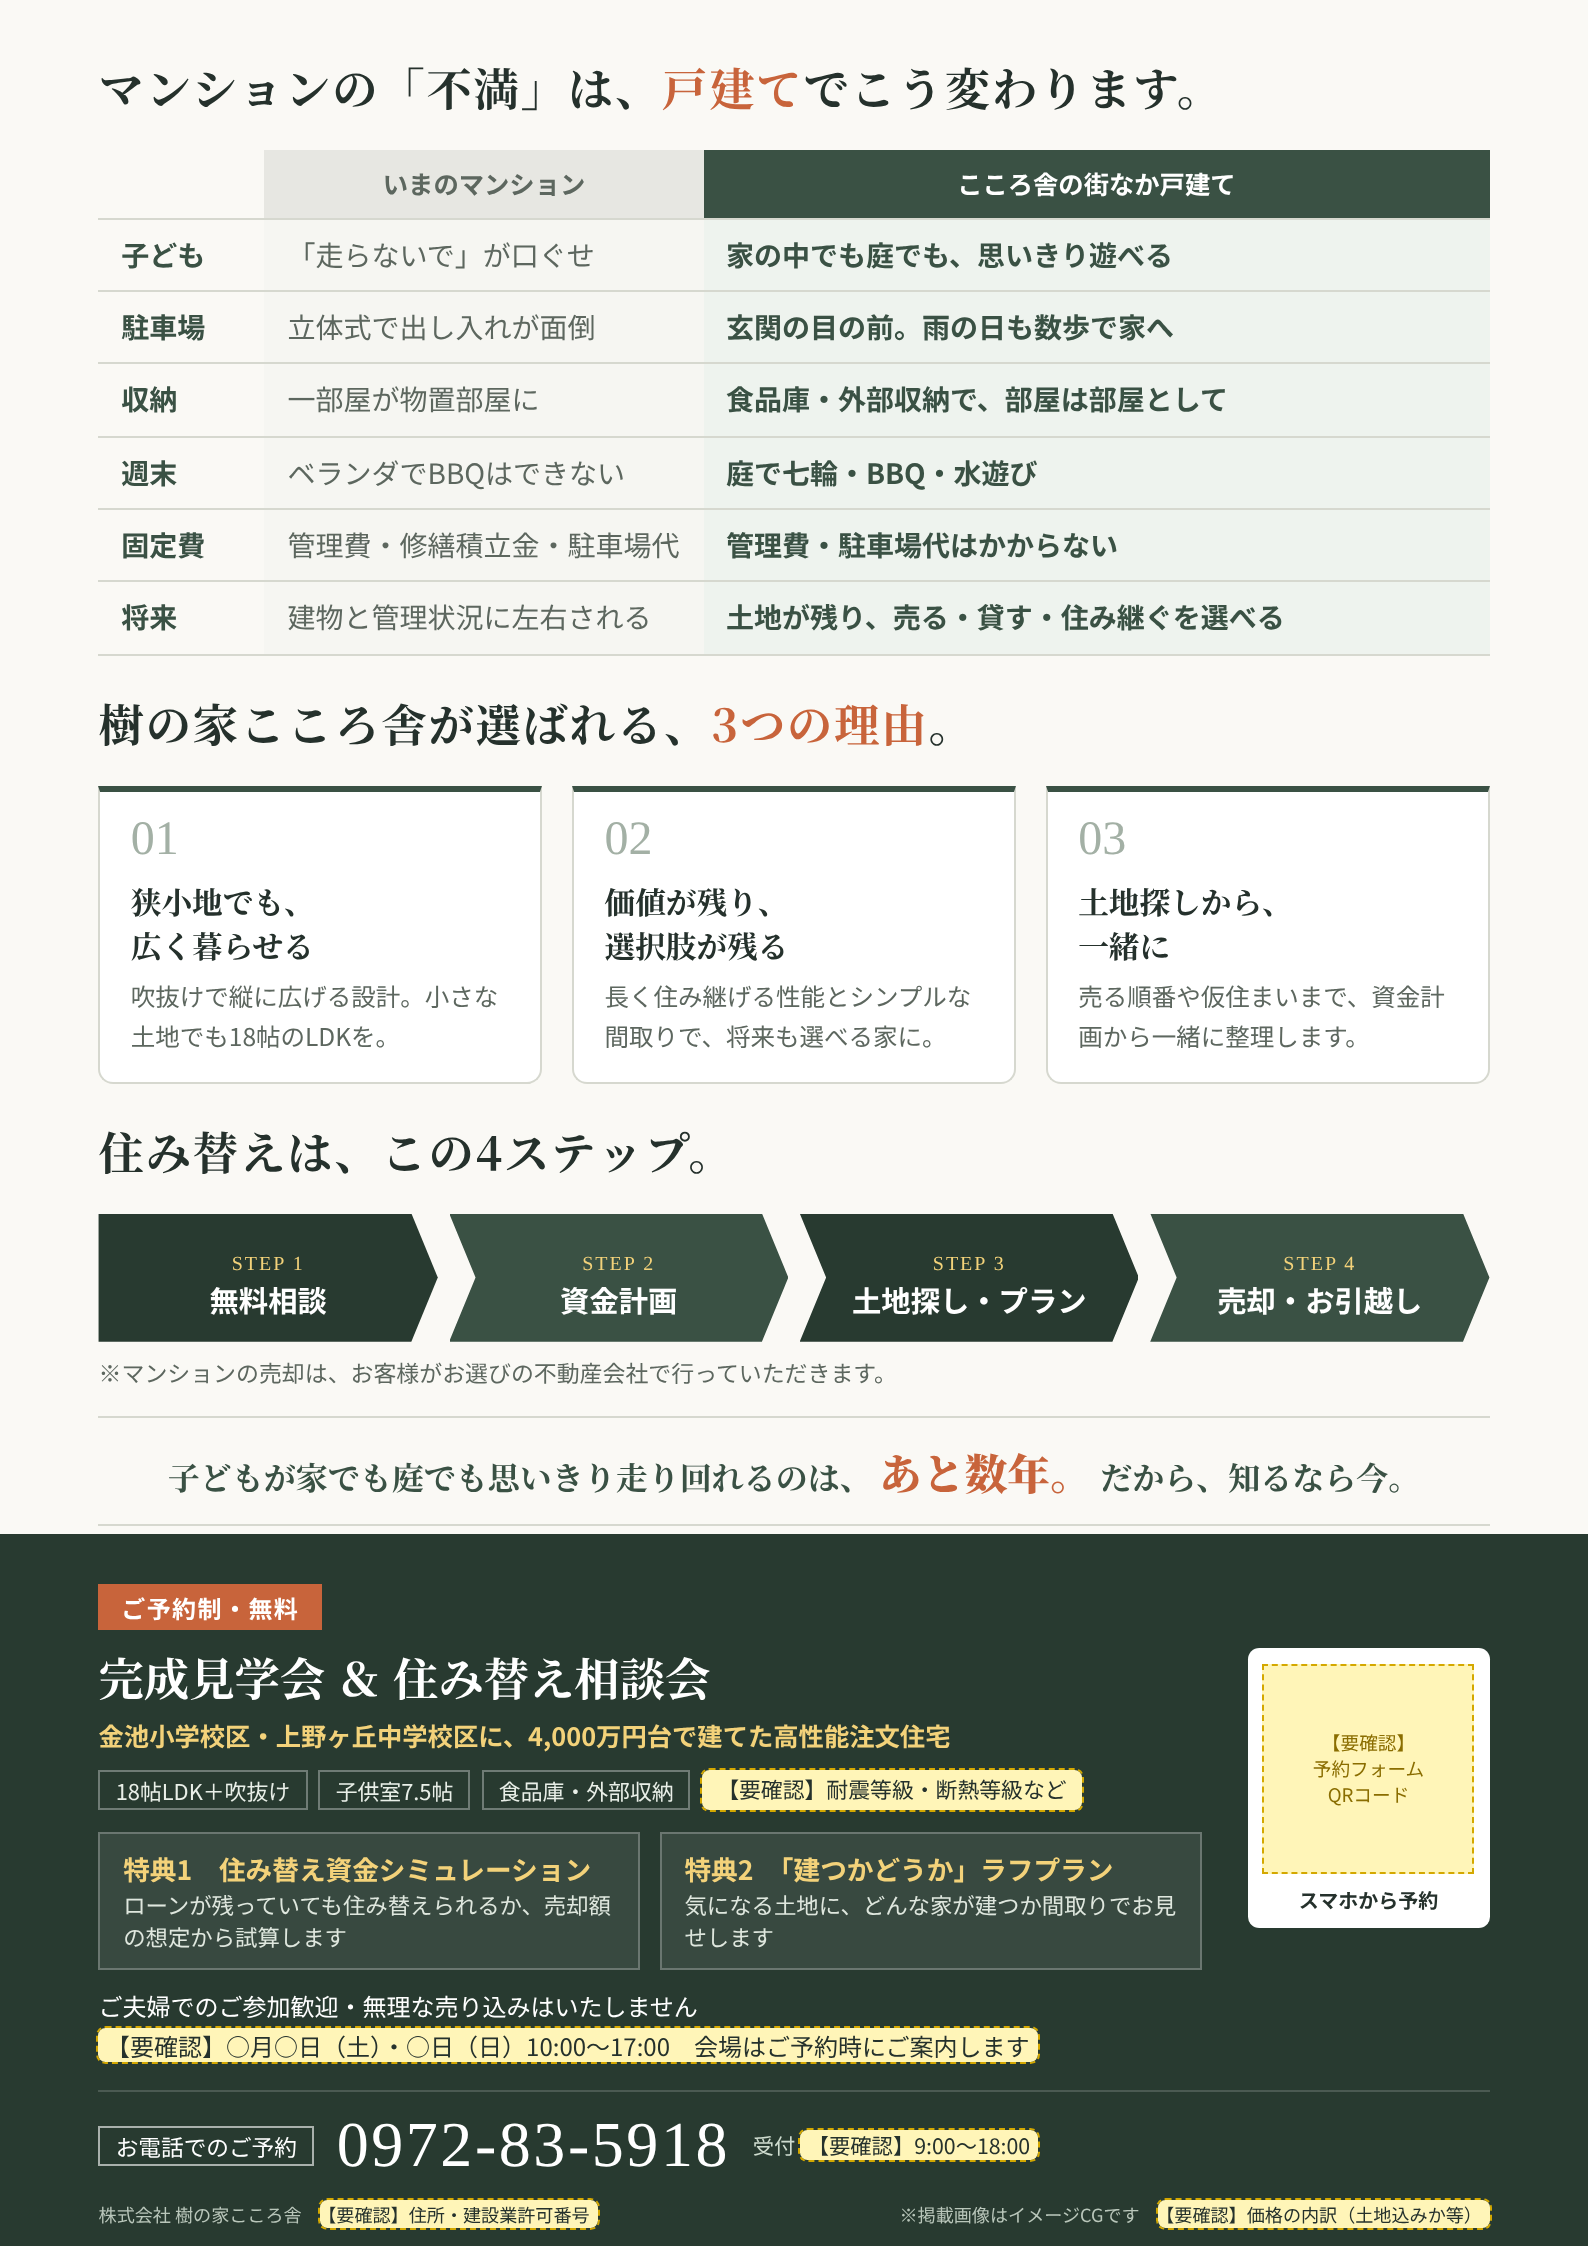 マンションの「不満」は、戸建てでこう変わります。
いまのマンション　こころ舎の街なか戸建て
子ども　「走らないで」が口ぐせ　家の中でも庭でも、思いきり遊べる
駐車場　立体式で出し入れが面倒　玄関の目の前。雨の日も数歩で家へ
収納　一部屋が物置部屋に　食品庫・外部収納で、部屋は部屋として
週末　ベランダでBBQはできない　庭で七輪・BBQ・水遊び
固定費　管理費・修繕積立金・駐車場代　管理費・駐車場代はかからない
将来　建物と管理状況に左右される　土地が残り、売る・貸す・住み継ぐを選べる
樹の家こころ舎が選ばれる、3つの理由。
01
狭小地でも、
広く暮らせる
吹抜けで縦に広げる設計。小さな
土地でも18帖のLDKを。
02
価値が残り、
選択肢が残る
長く住み継げる性能とシンプルな
間取りで、将来も選べる家に。
03
土地探しから、
一緒に
売る順番や仮住まいまで、資金計
画から一緒に整理します。
住み替えは、この4ステップ。
STEP 1
無料相談
STEP 2
資金計画
STEP 3
土地探し・プラン
STEP 4
売却・お引越し
※マンションの売却は、お客様がお選びの不動産会社で行っていただきます。
子どもが家でも庭でも思いきり走り回れるのは、あと数年。だから、知るなら今。
ご予約制・無料
完成見学会 & 住み替え相談会
金池小学校区・上野ヶ丘中学校区に、4,000万円台で建てた高性能注文住宅
18帖LDK＋吹抜け　子供室7.5帖　食品庫・外部収納　【要確認】耐震等級・断熱等級など
特典1　住み替え資金シミュレーション
ローンが残っていても住み替えられるか、売却額
の想定から試算します
特典2　「建つかどうか」ラフプラン
気になる土地に、どんな家が建つか間取りでお見
せします
【要確認】
予約フォーム
QRコード
スマホから予約
ご夫婦でのご参加歓迎・無理な売り込みはいたしません
【要確認】〇月〇日（土）・〇日（日）10:00〜17:00　会場はご予約時にご案内します
お電話でのご予約　0972-83-5918　受付【要確認】9:00〜18:00
株式会社 樹の家こころ舎　【要確認】住所・建設業許可番号　※掲載画像はイメージCGです　【要確認】価格の内訳（土地込みか等）